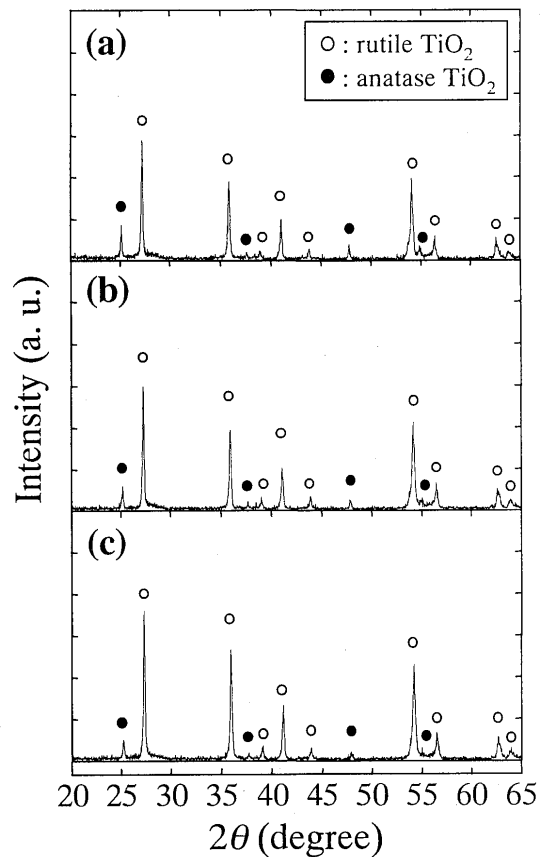 (a)
○ : rutile TiO₂
● : anatase TiO₂
(b)
(c)
Intensity (a. u.)
20 25 30 35 40 45 50 55 60 65
2θ (degree)